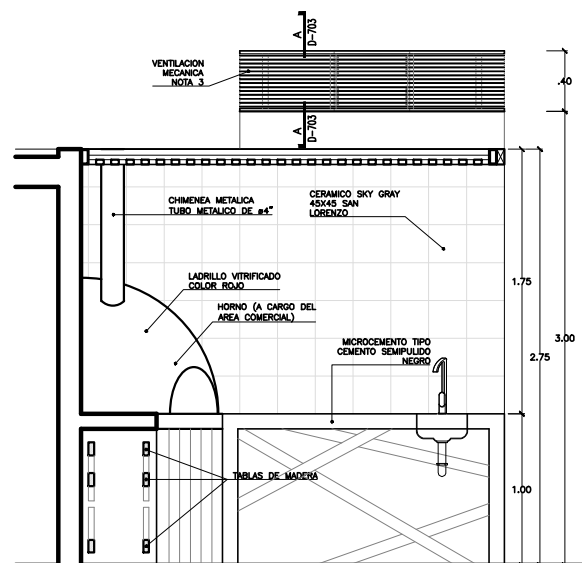 A
D-703
VENTILACION
MECANICA
NOTA 3
.40
A
D-703
CHIMENEA METALICA
TUBO METALICO DE ø4"
CERAMICO SKY GRAY
45X45 SAN
LORENZO
LADRILLO VITRIFICADO
COLOR ROJO
1.75
HORNO (A CARGO DEL
AREA COMERCIAL)
MICROCEMENTO TIPO
CEMENTO SEMIPULIDO
NEGRO
3.00
2.75
TABLAS DE MADERA
1.00